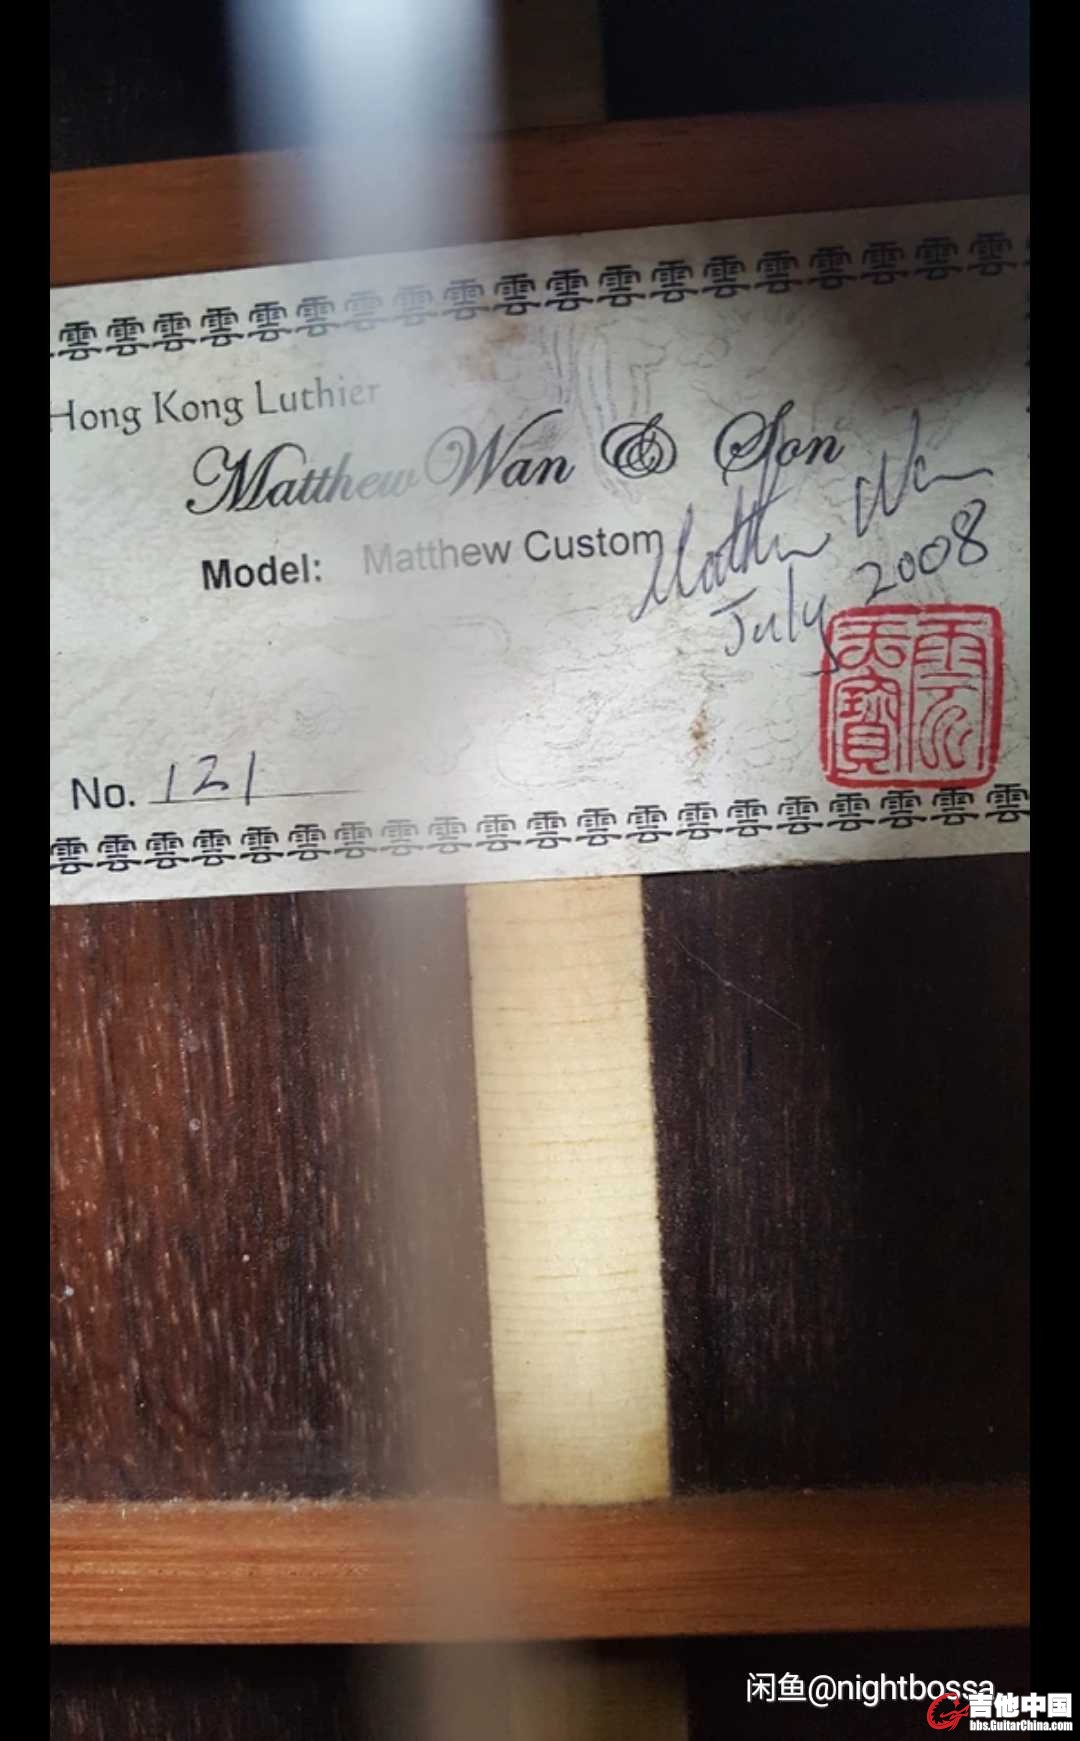 雲雲雲雲雲雲雲雲雲雲雲雲雲雲雲雲雲雲雲
Hong Kong Luthier
Matthew Wan & Son
Model: Matthew Custom
Matthew Wan
July 2008
No. 121
雲雲雲雲雲雲雲雲雲雲雲雲雲雲雲雲雲雲雲雲
闲鱼@nightbossa
吉他中国
bbs.GuitarChina.com